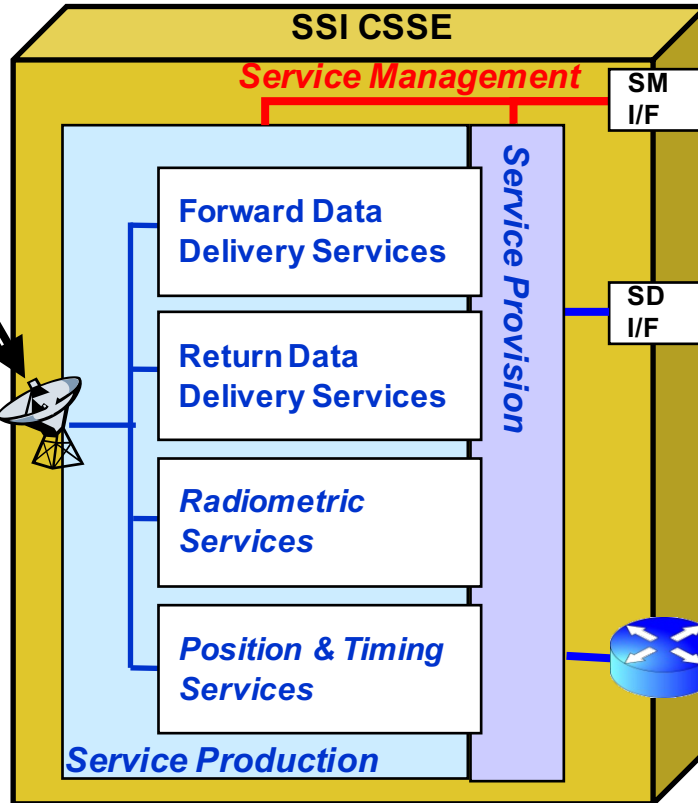 SSI CSSE
Service Management
SM
I/F
Service Provision
Forward Data
Delivery Services
SD
I/F
Return Data
Delivery Services
Radiometric
Services
Position & Timing
Services
Service Production